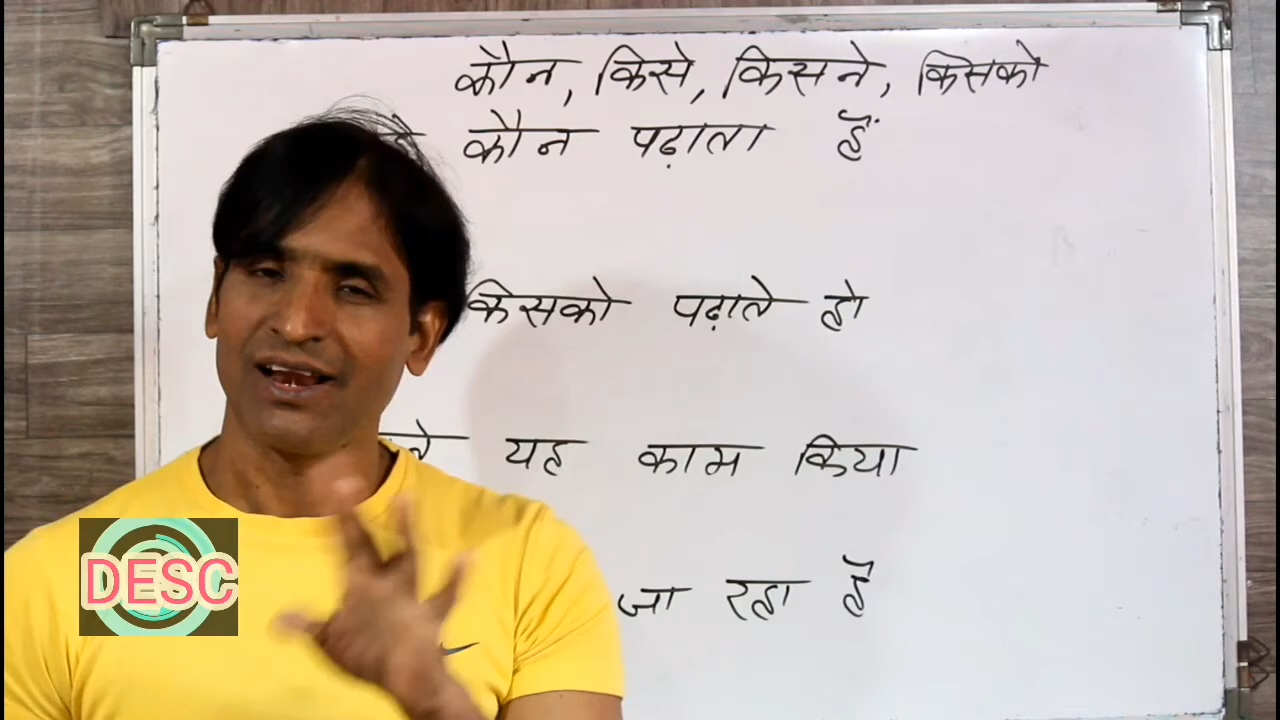 कौन, किसे, किसने, किसको
कौन पढ़ाता हैं
किसको पढ़ाते हो
यह काम किया
जा रहा है
DESC